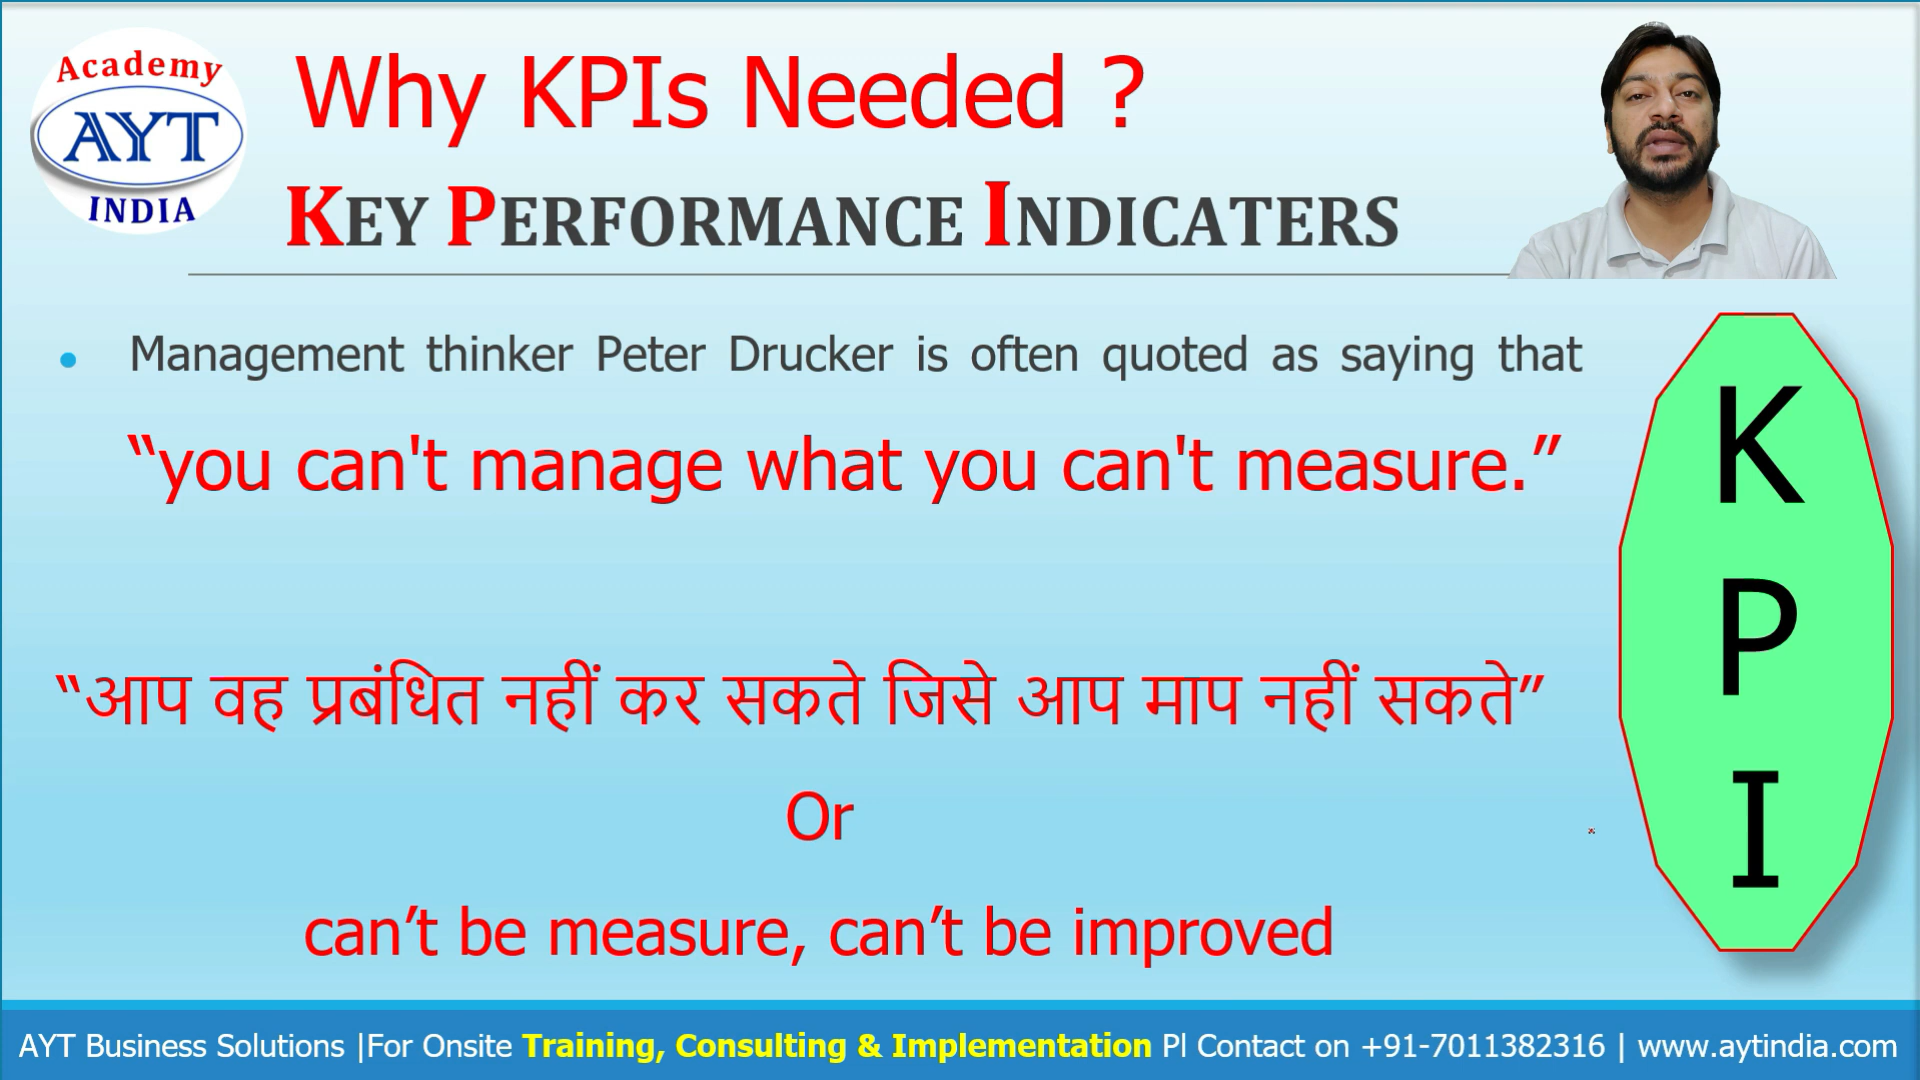 Academy
AYT
INDIA
Why KPIs Needed ?
KEY PERFORMANCE INDICATERS
Management thinker Peter Drucker is often quoted as saying that
“you can't manage what you can't measure.”
“आप वह प्रबंधित नहीं कर सकते जिसे आप माप नहीं सकते”
Or
can’t be measure, can’t be improved
K
P
I
AYT Business Solutions |For Onsite Training, Consulting & Implementation Pl Contact on +91-7011382316 | www.aytindia.com